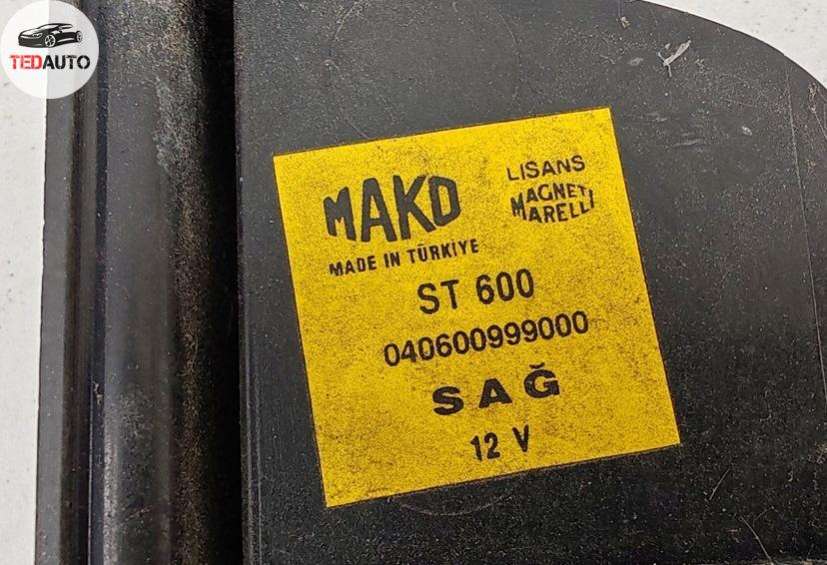 TEDAUTO
MAKO
LISANS
MAGNETI
MARELLI
MADE IN TÜRKIYE
ST 600
040600999000
SAĞ
12 V